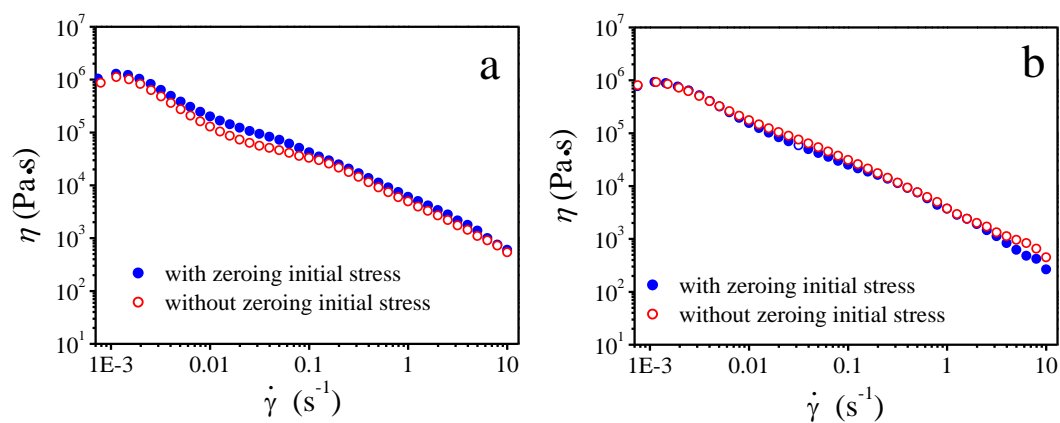 a
10^7
10^6
10^5
10^4
10^3
10^2
10^1
η (Pa•s)
with zeroing initial stress
without zeroing initial stress
1E-3 0.01 0.1 1 10
γ̇ (s^-1)
b
10^7
10^6
10^5
10^4
10^3
10^2
10^1
η (Pa•s)
with zeroing initial stress
without zeroing initial stress
1E-3 0.01 0.1 1 10
γ̇ (s^-1)